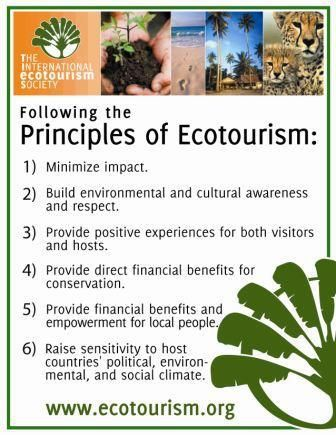 THE
INTERNATIONAL
ecotourism
SOCIETY
Following the
Principles of Ecotourism:
1) Minimize impact.
2) Build environmental and cultural awareness
and respect.
3) Provide positive experiences for both visitors
and hosts.
4) Provide direct financial benefits for
conservation.
5) Provide financial benefits and
empowerment for local people.
6) Raise sensitivity to host
countries' political, environ-
mental, and social climate.
www.ecotourism.org